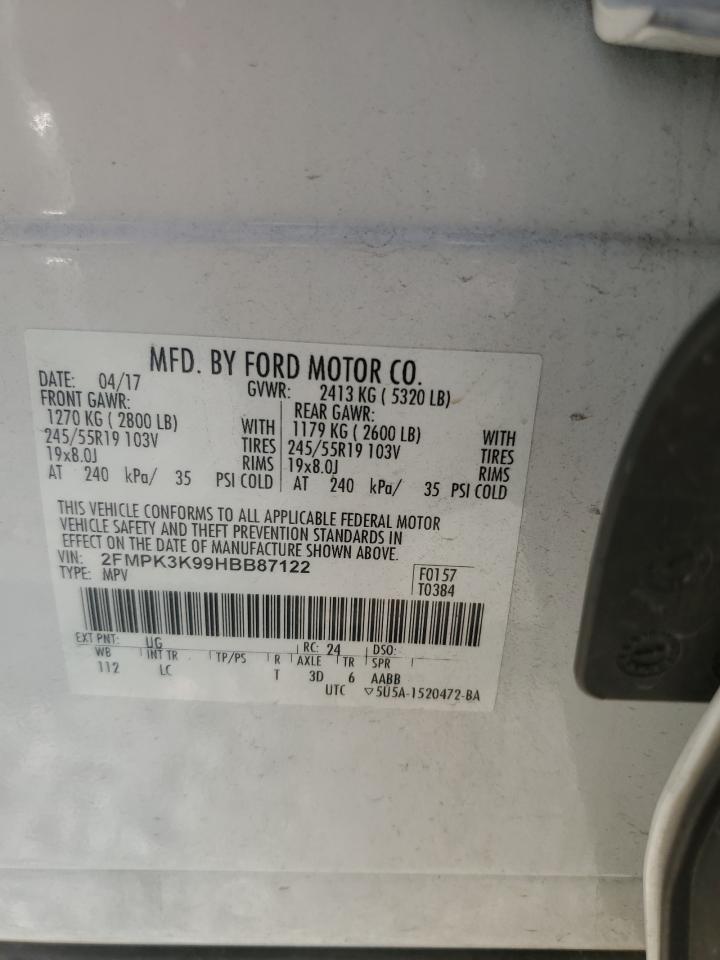 MFD. BY FORD MOTOR CO.
DATE: 04/17 GVWR: 2413 KG ( 5320 LB)
FRONT GAWR: REAR GAWR:
1270 KG ( 2800 LB) WITH 1179 KG ( 2600 LB) WITH
245/55R19 103V TIRES 245/55R19 103V TIRES
19x8.0J RIMS 19x8.0J RIMS
AT 240 kPa/ 35 PSI COLD AT 240 kPa/ 35 PSI COLD
THIS VEHICLE CONFORMS TO ALL APPLICABLE FEDERAL MOTOR
VEHICLE SAFETY AND THEFT PREVENTION STANDARDS IN
EFFECT ON THE DATE OF MANUFACTURE SHOWN ABOVE.
VIN: 2FMPK3K99HBB87122 F0157
TYPE: MPV T0384
EXT PNT: UG RC: 24 DSO:
WB INT TR TP/PS R AXLE TR SPR
112 LC T 3D 6 AABB
UTC ▽5U5A-1520472-BA